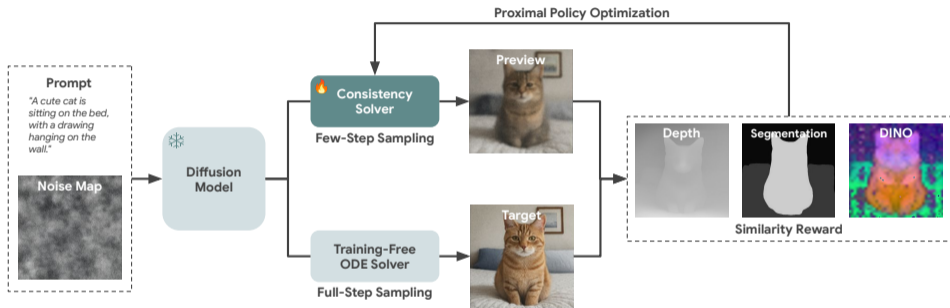 Proximal Policy Optimization
Prompt
"A cute cat is
sitting on the bed,
with a drawing
hanging on the
wall."
Noise Map
Diffusion
Model
Consistency
Solver
Few-Step Sampling
Preview
Training-Free
ODE Solver
Full-Step Sampling
Target
Depth
Segmentation
DINO
Similarity Reward